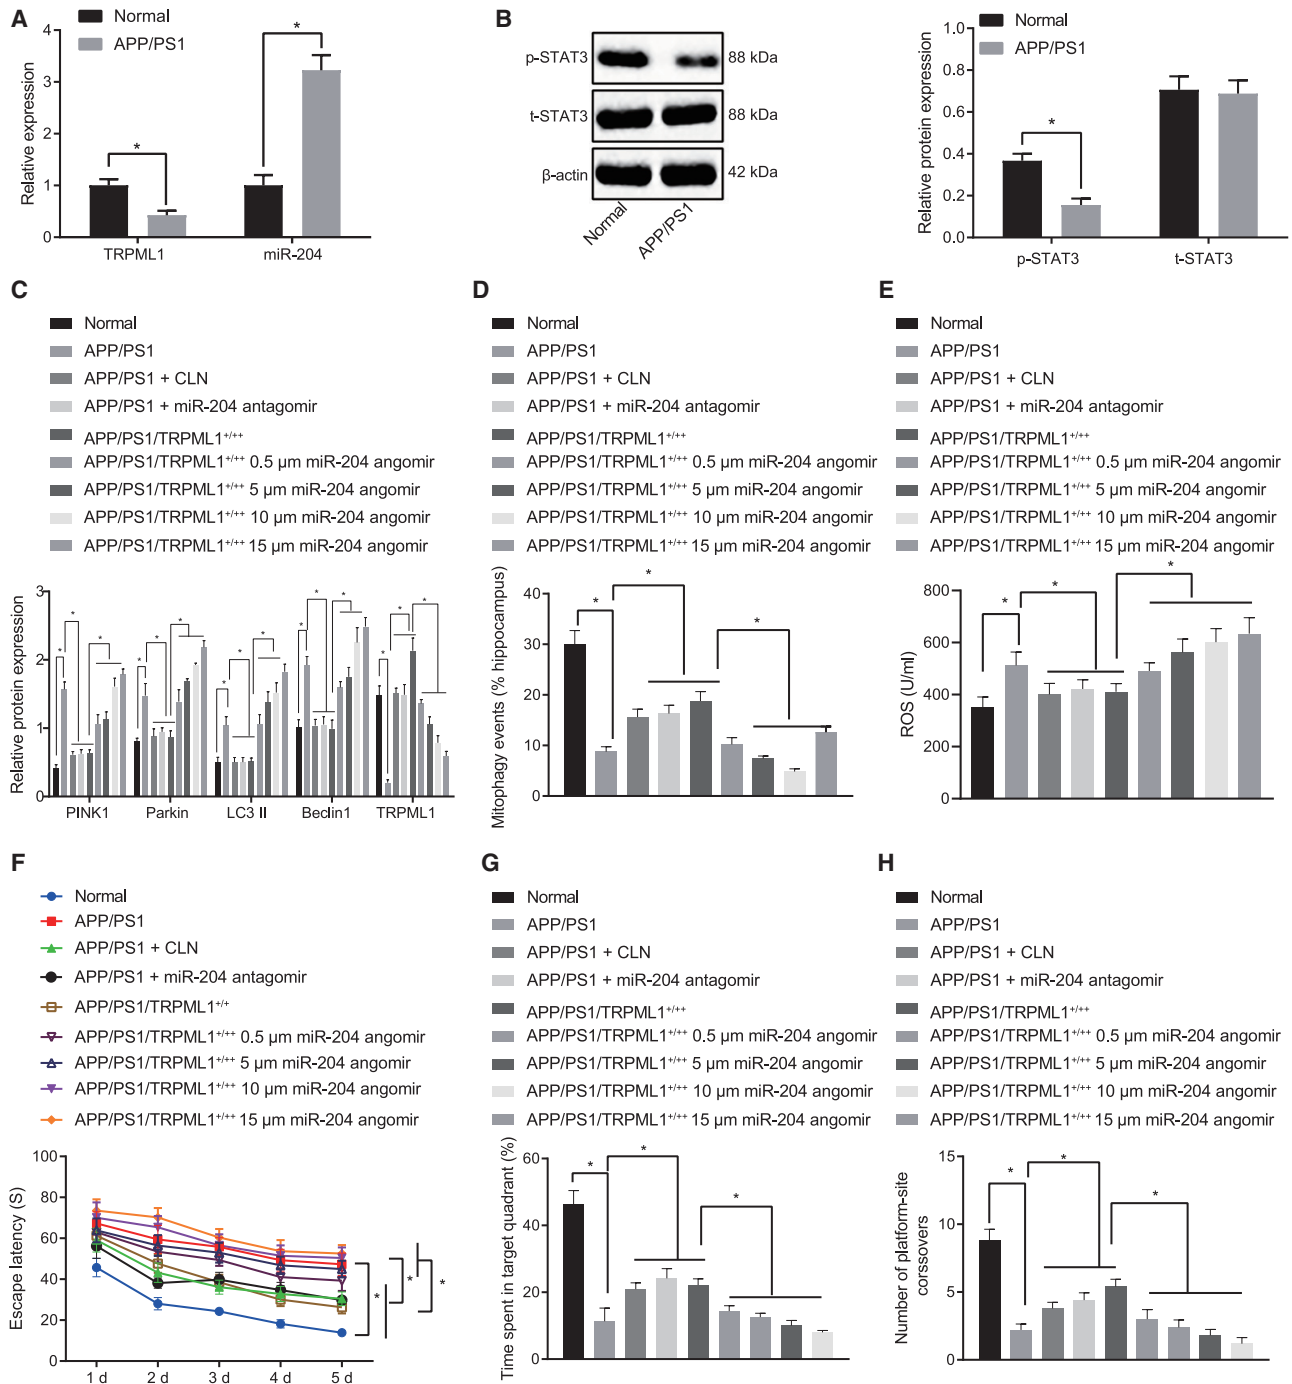 A
Normal
APP/PS1
Relative expression
4
3
2
1
0
*
*
TRPML1
miR-204
B
p-STAT3
88 kDa
t-STAT3
88 kDa
β-actin
42 kDa
Normal
APP/PS1
Normal
APP/PS1
Relative protein expression
1.0
0.8
0.6
0.4
0.2
0.0
*
p-STAT3
t-STAT3
C
Normal
APP/PS1
APP/PS1 + CLN
APP/PS1 + miR-204 antagomir
APP/PS1/TRPML1+/++
APP/PS1/TRPML1+/++ 0.5 μm miR-204 angomir
APP/PS1/TRPML1+/++ 5 μm miR-204 angomir
APP/PS1/TRPML1+/++ 10 μm miR-204 angomir
APP/PS1/TRPML1+/++ 15 μm miR-204 angomir
Relative protein expression
3
2
1
0
* * *
* * *
* * *
* * *
* * *
PINK1
Parkin
LC3 II
Beclin1
TRPML1
D
Normal
APP/PS1
APP/PS1 + CLN
APP/PS1 + miR-204 antagomir
APP/PS1/TRPML1+/++
APP/PS1/TRPML1+/++ 0.5 μm miR-204 angomir
APP/PS1/TRPML1+/++ 5 μm miR-204 angomir
APP/PS1/TRPML1+/++ 10 μm miR-204 angomir
APP/PS1/TRPML1+/++ 15 μm miR-204 angomir
Mitophagy events (% hippocampus)
40
30
20
10
0
*
*
*
E
Normal
APP/PS1
APP/PS1 + CLN
APP/PS1 + miR-204 antagomir
APP/PS1/TRPML1+/++
APP/PS1/TRPML1+/++ 0.5 μm miR-204 angomir
APP/PS1/TRPML1+/++ 5 μm miR-204 angomir
APP/PS1/TRPML1+/++ 10 μm miR-204 angomir
APP/PS1/TRPML1+/++ 15 μm miR-204 angomir
ROS (U/ml)
800
600
400
200
0
*
*
*
F
Normal
APP/PS1
APP/PS1 + CLN
APP/PS1 + miR-204 antagomir
APP/PS1/TRPML1+/+
APP/PS1/TRPML1+/++ 0.5 μm miR-204 angomir
APP/PS1/TRPML1+/++ 5 μm miR-204 angomir
APP/PS1/TRPML1+/++ 10 μm miR-204 angomir
APP/PS1/TRPML1+/++ 15 μm miR-204 angomir
Escape latency (S)
100
80
60
40
20
0
1 d
2 d
3 d
4 d
5 d
*
*
*
G
Normal
APP/PS1
APP/PS1 + CLN
APP/PS1 + miR-204 antagomir
APP/PS1/TRPML1+/++
APP/PS1/TRPML1+/++ 0.5 μm miR-204 angomir
APP/PS1/TRPML1+/++ 5 μm miR-204 angomir
APP/PS1/TRPML1+/++ 10 μm miR-204 angomir
APP/PS1/TRPML1+/++ 15 μm miR-204 angomir
Time spent in target quadrant (%)
60
40
20
0
*
*
*
H
Normal
APP/PS1
APP/PS1 + CLN
APP/PS1 + miR-204 antagomir
APP/PS1/TRPML1+/++
APP/PS1/TRPML1+/++ 0.5 μm miR-204 angomir
APP/PS1/TRPML1+/++ 5 μm miR-204 angomir
APP/PS1/TRPML1+/++ 10 μm miR-204 angomir
APP/PS1/TRPML1+/++ 15 μm miR-204 angomir
Number of platform-site
corssovers
15
10
5
0
*
*
*